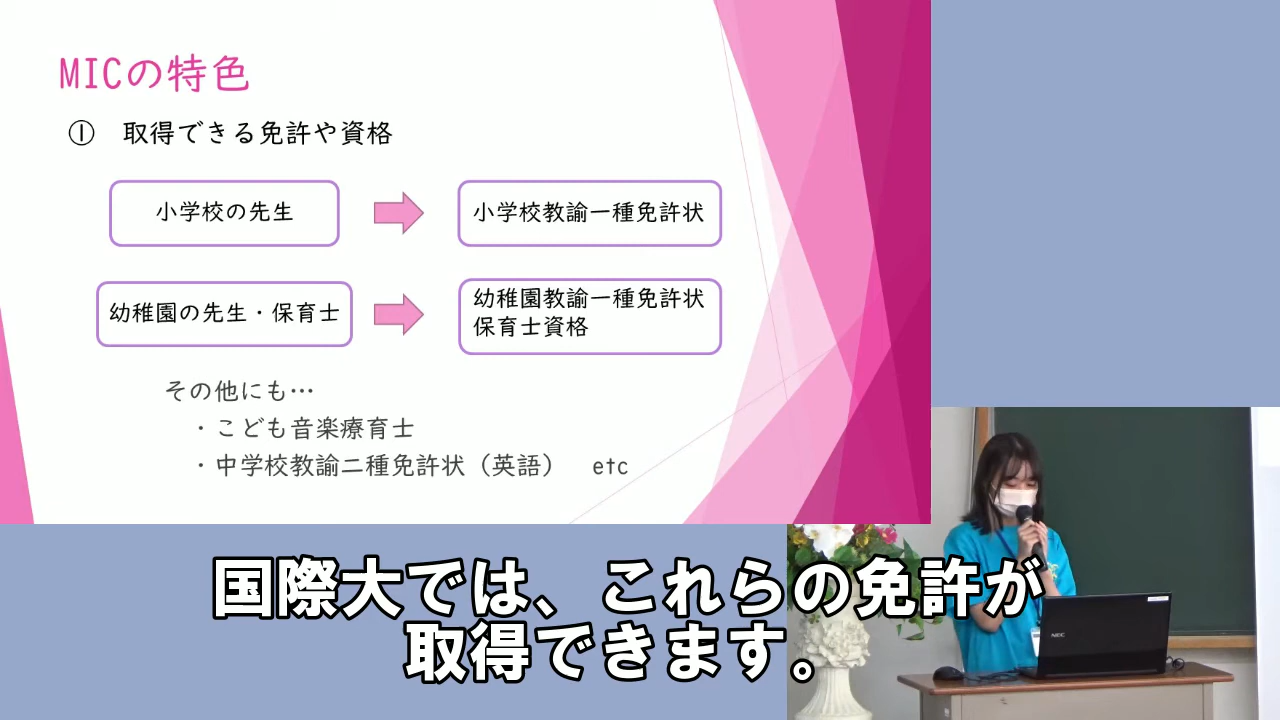 MICの特色
① 取得できる免許や資格
小学校の先生
小学校教諭一種免許状
幼稚園の先生・保育士
幼稚園教諭一種免許状
保育士資格
その他にも…
・こども音楽療育士
・中学校教諭二種免許状（英語） etc
NEC
国際大では、これらの免許が
取得できます。